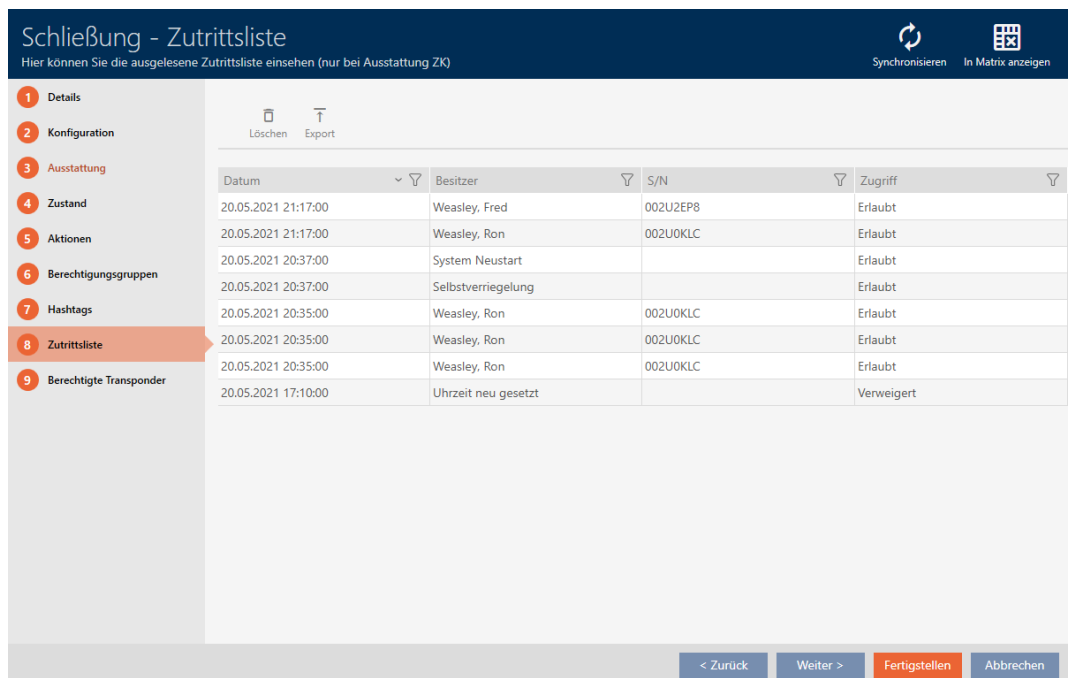 Schließung - Zutrittsliste
Hier können Sie die ausgelesene Zutrittsliste einsehen (nur bei Ausstattung ZK)
Synchronisieren
In Matrix anzeigen
1 Details
2 Konfiguration
3 Ausstattung
4 Zustand
5 Aktionen
6 Berechtigungsgruppen
7 Hashtags
8 Zutrittsliste
9 Berechtigte Transponder
Löschen Export
Datum Besitzer S/N Zugriff
20.05.2021 21:17:00 Weasley, Fred 002U2EP8 Erlaubt
20.05.2021 21:17:00 Weasley, Ron 002U0KLC Erlaubt
20.05.2021 20:37:00 System Neustart Erlaubt
20.05.2021 20:37:00 Selbstverriegelung Erlaubt
20.05.2021 20:35:00 Weasley, Ron 002U0KLC Erlaubt
20.05.2021 20:35:00 Weasley, Ron 002U0KLC Erlaubt
20.05.2021 20:35:00 Weasley, Ron 002U0KLC Erlaubt
20.05.2021 17:10:00 Uhrzeit neu gesetzt Verweigert
< Zurück Weiter > Fertigstellen Abbrechen